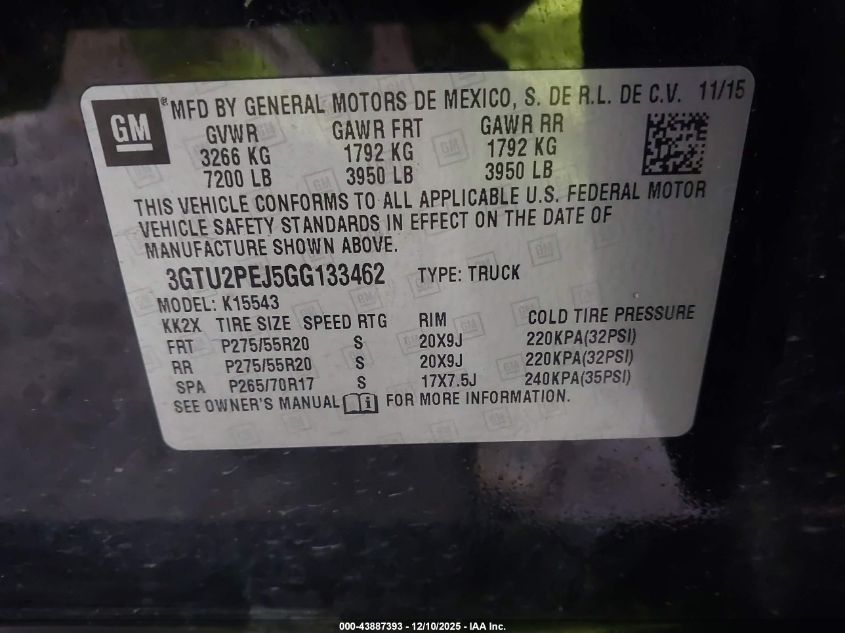 GM
® MFD BY GENERAL MOTORS DE MEXICO, S. DE R.L. DE C.V. 11/15
GVWR GAWR FRT GAWR RR
3266 KG 1792 KG 1792 KG
7200 LB 3950 LB 3950 LB
THIS VEHICLE CONFORMS TO ALL APPLICABLE U.S. FEDERAL MOTOR
VEHICLE SAFETY STANDARDS IN EFFECT ON THE DATE OF
MANUFACTURE SHOWN ABOVE.
3GTU2PEJ5GG133462 TYPE: TRUCK
MODEL: K15543
KK2X TIRE SIZE SPEED RTG RIM COLD TIRE PRESSURE
FRT P275/55R20 S 20X9J 220KPA(32PSI)
RR P275/55R20 S 20X9J 220KPA(32PSI)
SPA P265/70R17 S 17X7.5J 240KPA(35PSI)
SEE OWNER'S MANUAL FOR MORE INFORMATION.
000-43887393 - 12/10/2025 - IAA Inc.